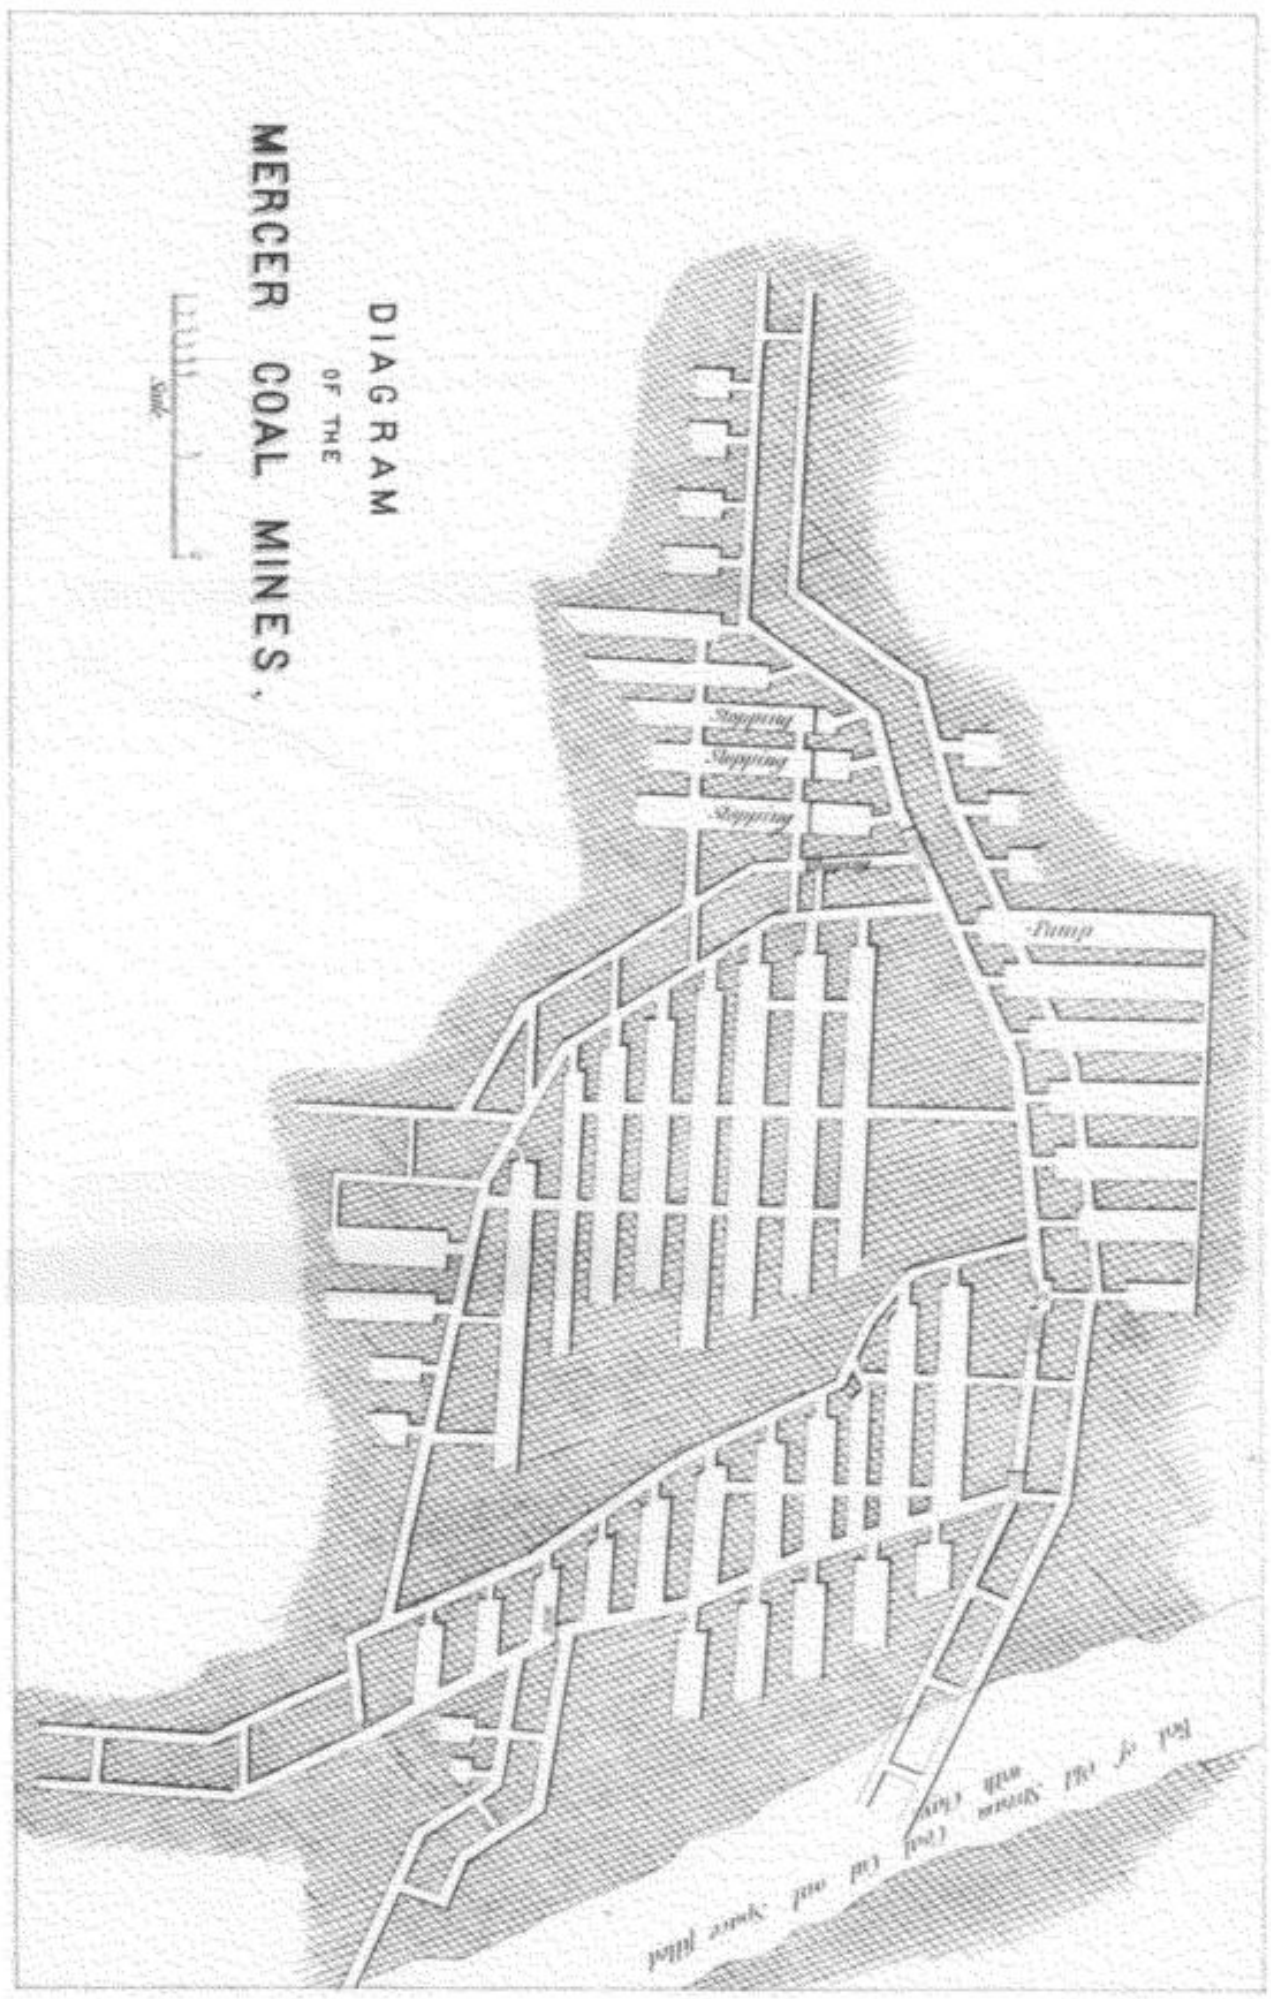 DIAGRAM
OF THE
MERCER COAL MINES,
Scale
Stopping
Stopping
Stopping
Pump
Bed of Old Stream Coal Cut out Space filled
with Clay